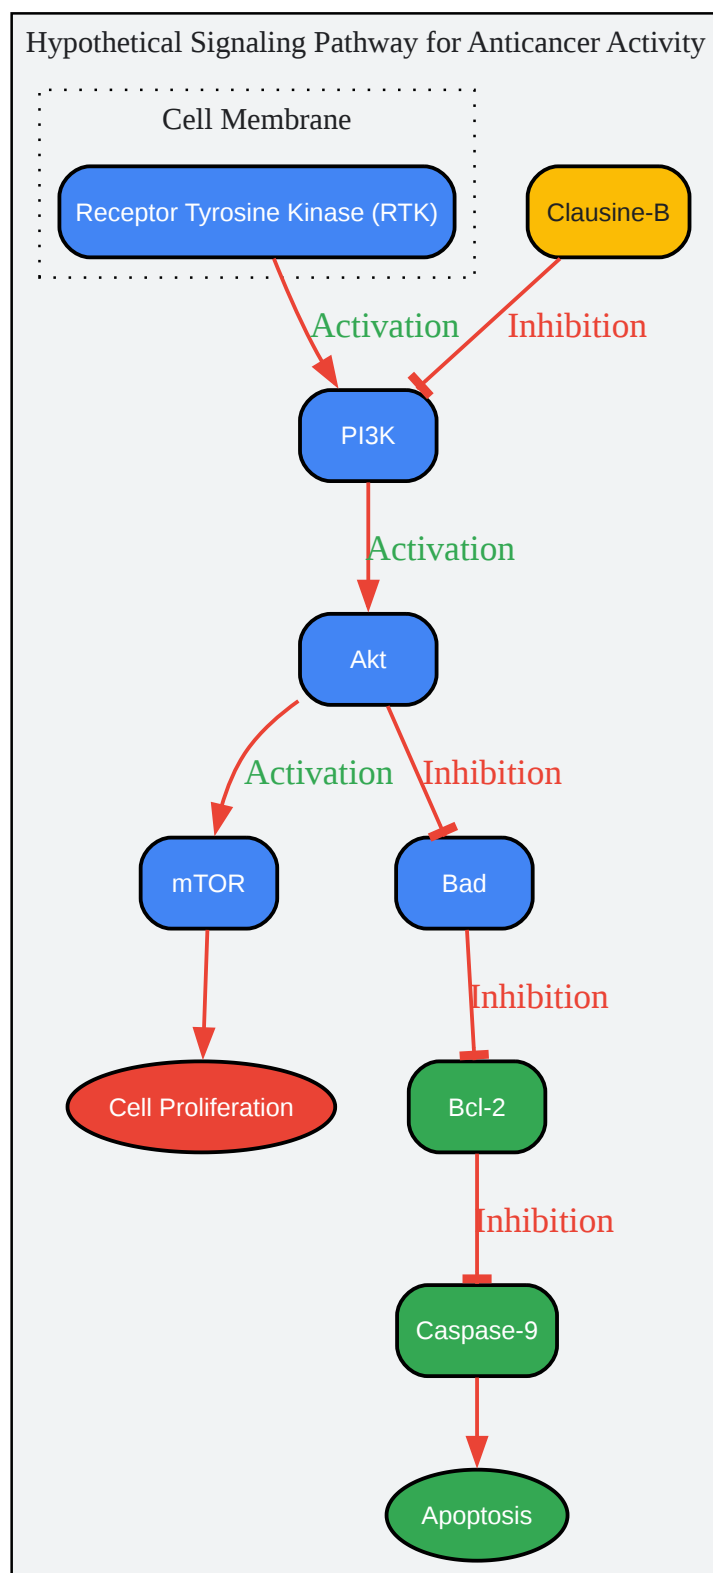 Hypothetical Signaling Pathway for Anticancer Activity
Cell Membrane
Receptor Tyrosine Kinase (RTK)
Clausine-B
Activation
Inhibition
PI3K
Activation
Akt
Activation
Inhibition
mTOR
Bad
Inhibition
Cell Proliferation
Bcl-2
Inhibition
Caspase-9
Apoptosis